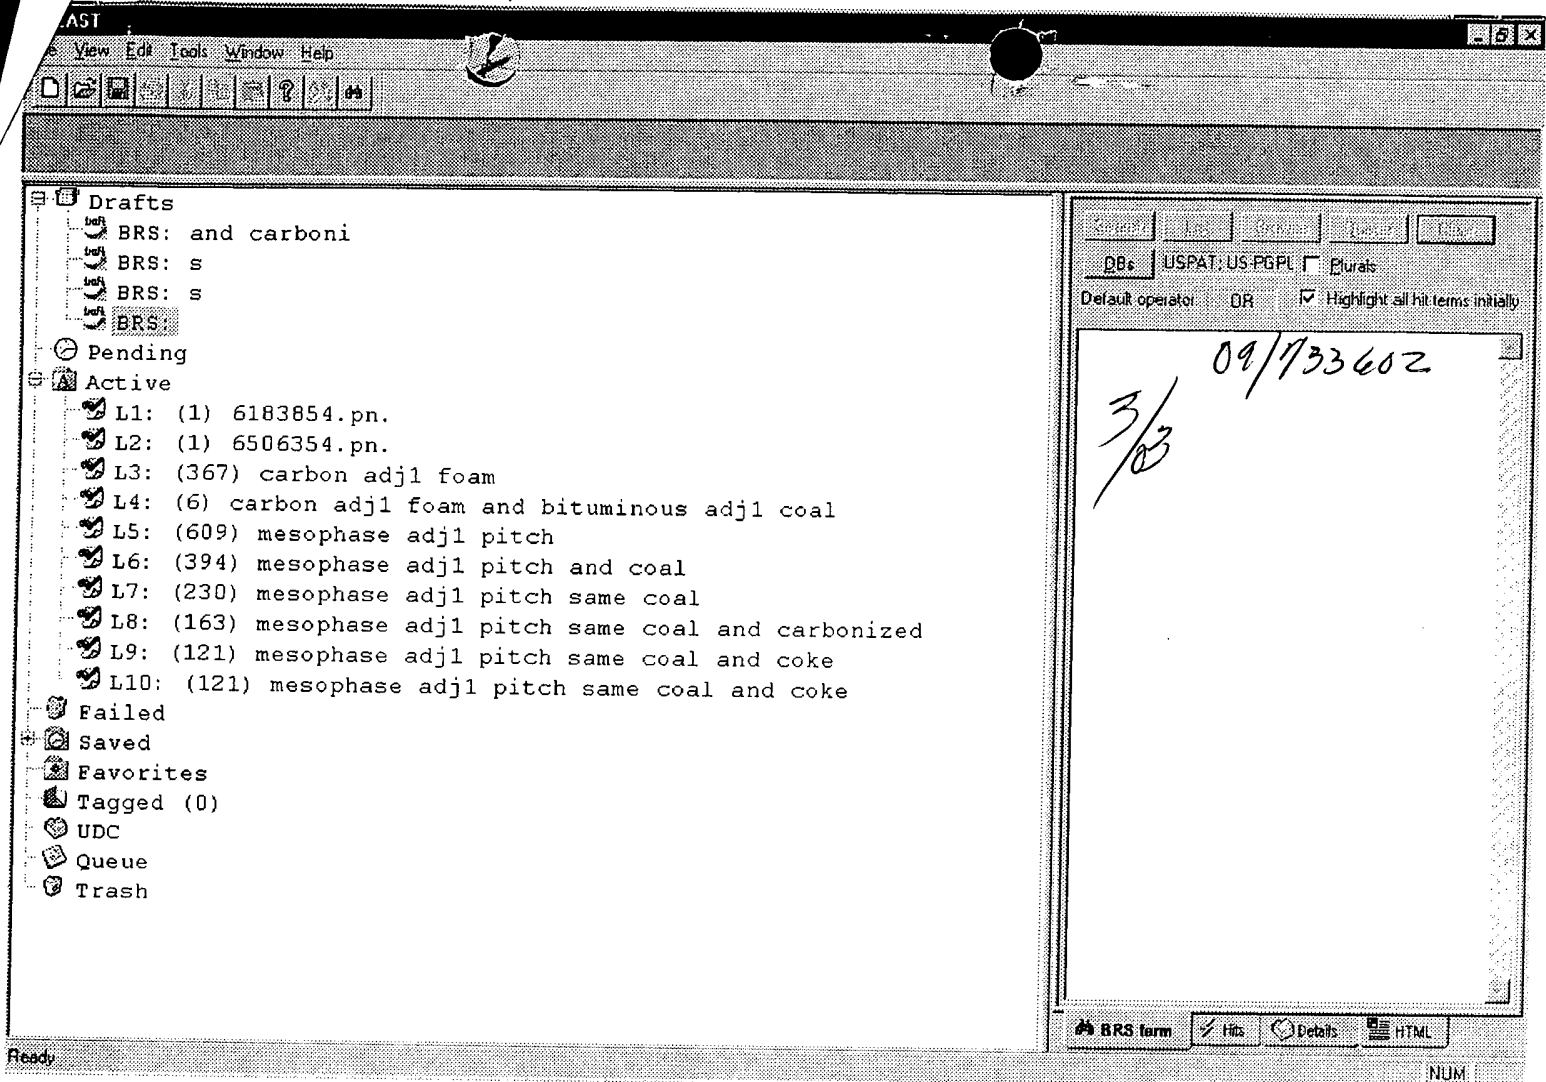 EAST
View Edit Tools Window Help
Drafts
BRS: and carboni
BRS: s
BRS: s
BRS:
Pending
Active
L1: (1) 6183854.pn.
L2: (1) 6506354.pn.
L3: (367) carbon adj1 foam
L4: (6) carbon adj1 foam and bituminous adj1 coal
L5: (609) mesophase adj1 pitch
L6: (394) mesophase adj1 pitch and coal
L7: (230) mesophase adj1 pitch same coal
L8: (163) mesophase adj1 pitch same coal and carbonized
L9: (121) mesophase adj1 pitch same coal and coke
L10: (121) mesophase adj1 pitch same coal and coke
Failed
Saved
Favorites
Tagged (0)
UDC
Queue
Trash
DBs USPAT; US-PGPL Plurals
Default operator OR Highlight all hit terms initially
09/733602
3/03
BRS form Hits Details HTML
Ready
NUM